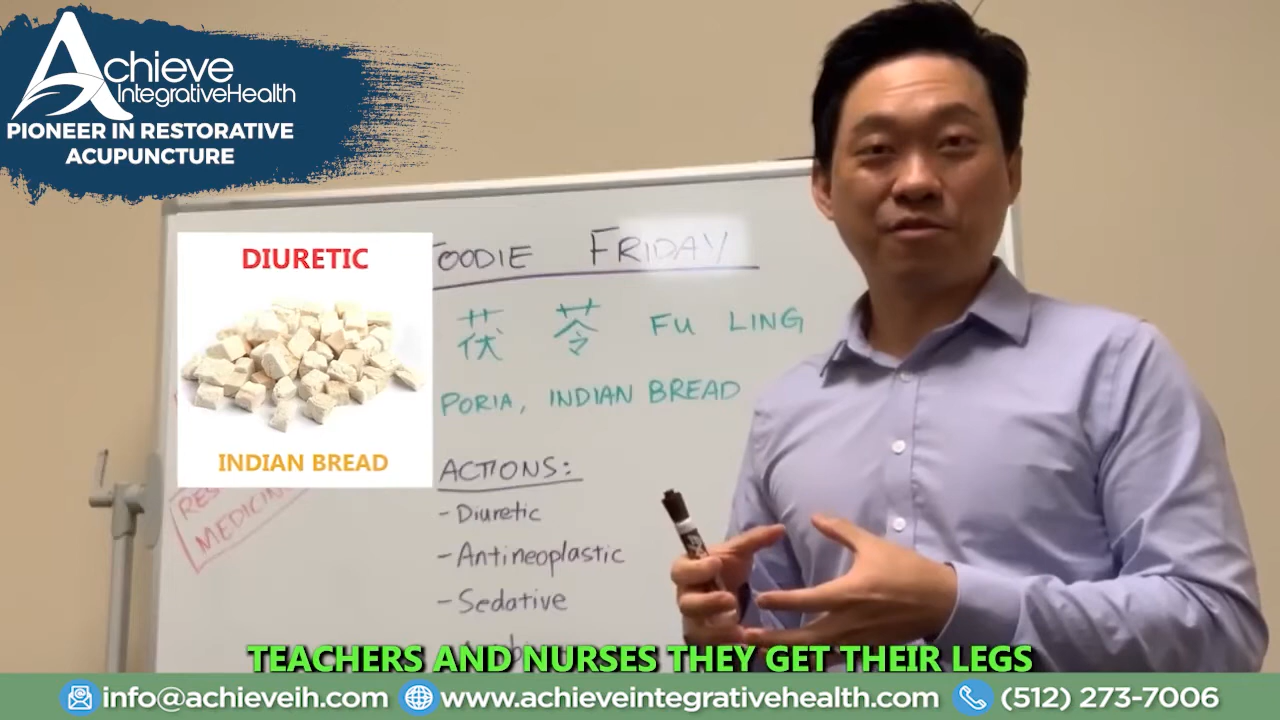 Achieve
IntegrativeHealth
PIONEER IN RESTORATIVE
ACUPUNCTURE
FOODIE FRIDAY
DIURETIC
INDIAN BREAD
茯 苓 FU LING
PORIA, INDIAN BREAD
ACTIONS:
- Diuretic
- Antineoplastic
- Sedative
MEDICIN
TEACHERS AND NURSES THEY GET THEIR LEGS
info@achieveih.com www.achieveintegrativehealth.com (512) 273-7006